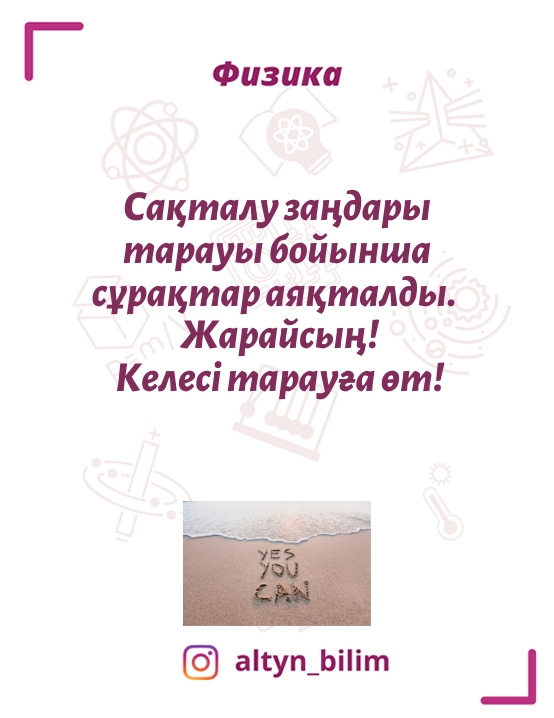 Физика
Сақталу заңдары
тарауы бойынша
сұрақтар аяқталды.
Жарайсың!
Келесі тарауға өт!
YES
YOU
CAN
altyn_bilim